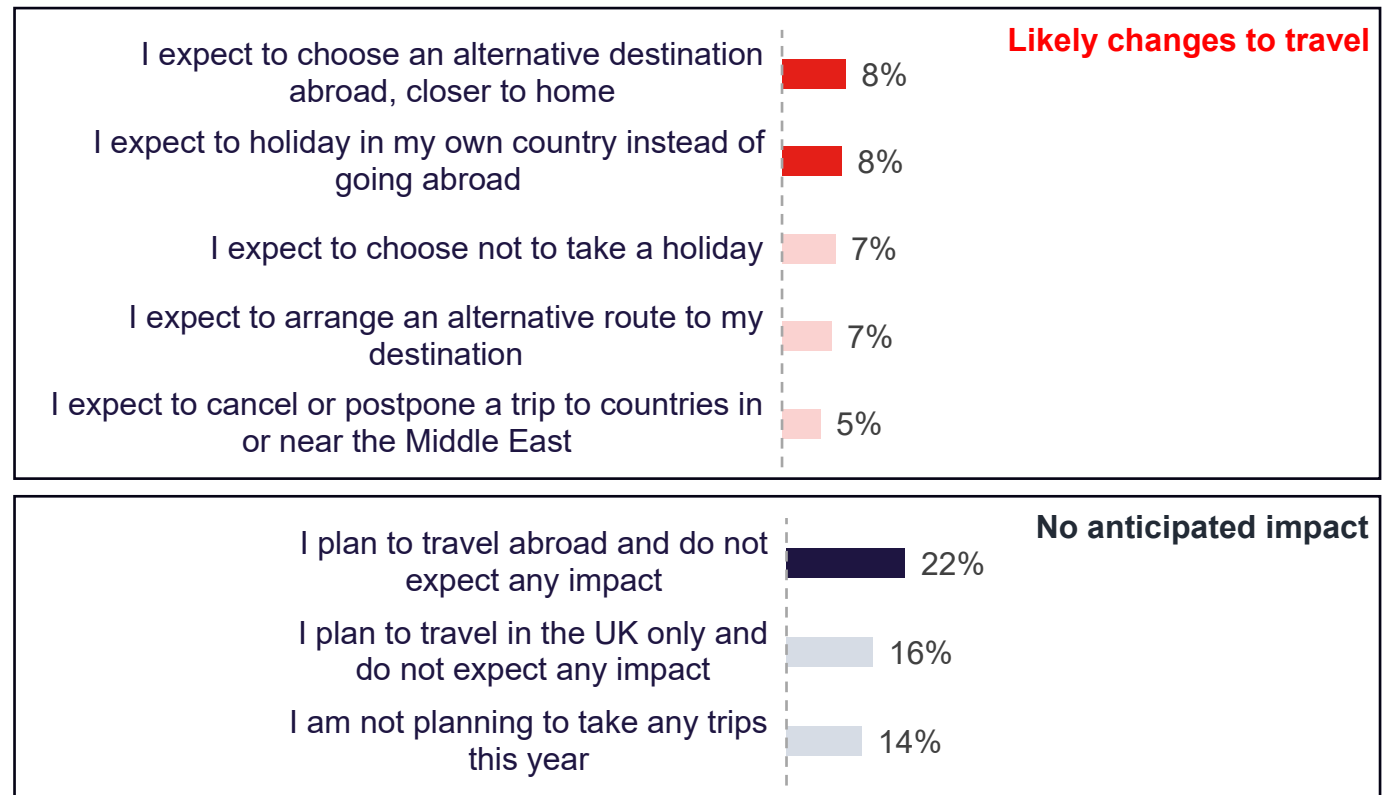 Likely changes to travel
I expect to choose an alternative destination
abroad, closer to home
8%
I expect to holiday in my own country instead of
going abroad
8%
I expect to choose not to take a holiday
7%
I expect to arrange an alternative route to my
destination
7%
I expect to cancel or postpone a trip to countries in
or near the Middle East
5%
No anticipated impact
I plan to travel abroad and do not
expect any impact
22%
I plan to travel in the UK only and
do not expect any impact
16%
I am not planning to take any trips
this year
14%